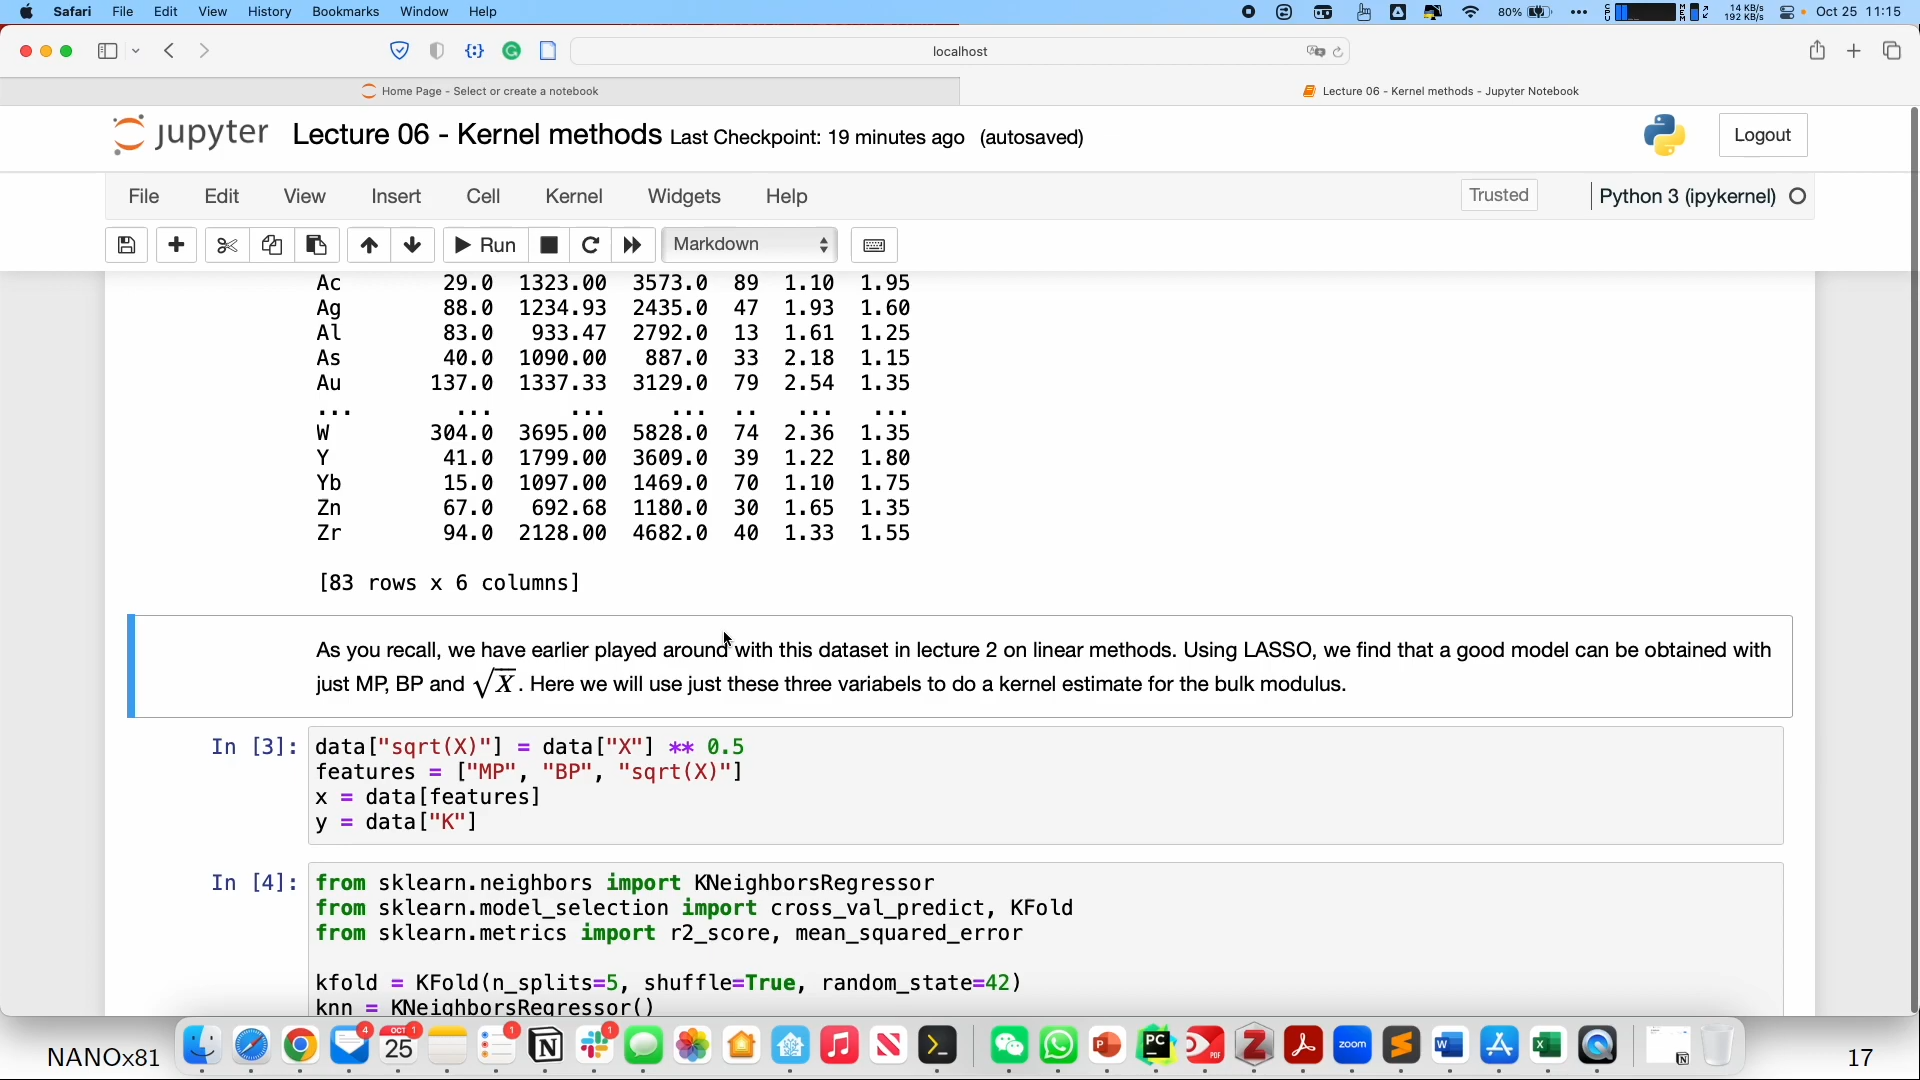 Safari File Edit View History Bookmarks Window Help 80% 14 KB/s 192 KB/s Oct 25 11:15
localhost
Home Page - Select or create a notebook Lecture 06 - Kernel methods - Jupyter Notebook
jupyter Lecture 06 - Kernel methods Last Checkpoint: 19 minutes ago (autosaved) Logout
File Edit View Insert Cell Kernel Widgets Help Trusted Python 3 (ipykernel)
Run Markdown
Ac 29.0 1323.00 3573.0 89 1.10 1.95
Ag 88.0 1234.93 2435.0 47 1.93 1.60
Al 83.0 933.47 2792.0 13 1.61 1.25
As 40.0 1090.00 887.0 33 2.18 1.15
Au 137.0 1337.33 3129.0 79 2.54 1.35
... ... ... ... .. ... ...
W 304.0 3695.00 5828.0 74 2.36 1.35
Y 41.0 1799.00 3609.0 39 1.22 1.80
Yb 15.0 1097.00 1469.0 70 1.10 1.75
Zn 67.0 692.68 1180.0 30 1.65 1.35
Zr 94.0 2128.00 4682.0 40 1.33 1.55
[83 rows x 6 columns]
As you recall, we have earlier played around with this dataset in lecture 2 on linear methods. Using LASSO, we find that a good model can be obtained with
just MP, BP and √X. Here we will use just these three variabels to do a kernel estimate for the bulk modulus.
In [3]: data["sqrt(X)"] = data["X"] ** 0.5
features = ["MP", "BP", "sqrt(X)"]
x = data[features]
y = data["K"]
In [4]: from sklearn.neighbors import KNeighborsRegressor
from sklearn.model_selection import cross_val_predict, KFold
from sklearn.metrics import r2_score, mean_squared_error
kfold = KFold(n_splits=5, shuffle=True, random_state=42)
knn = KNeighborsRegressor()
4 OCT 1 25 1 1 PC PDF zoom
NANOx81 17